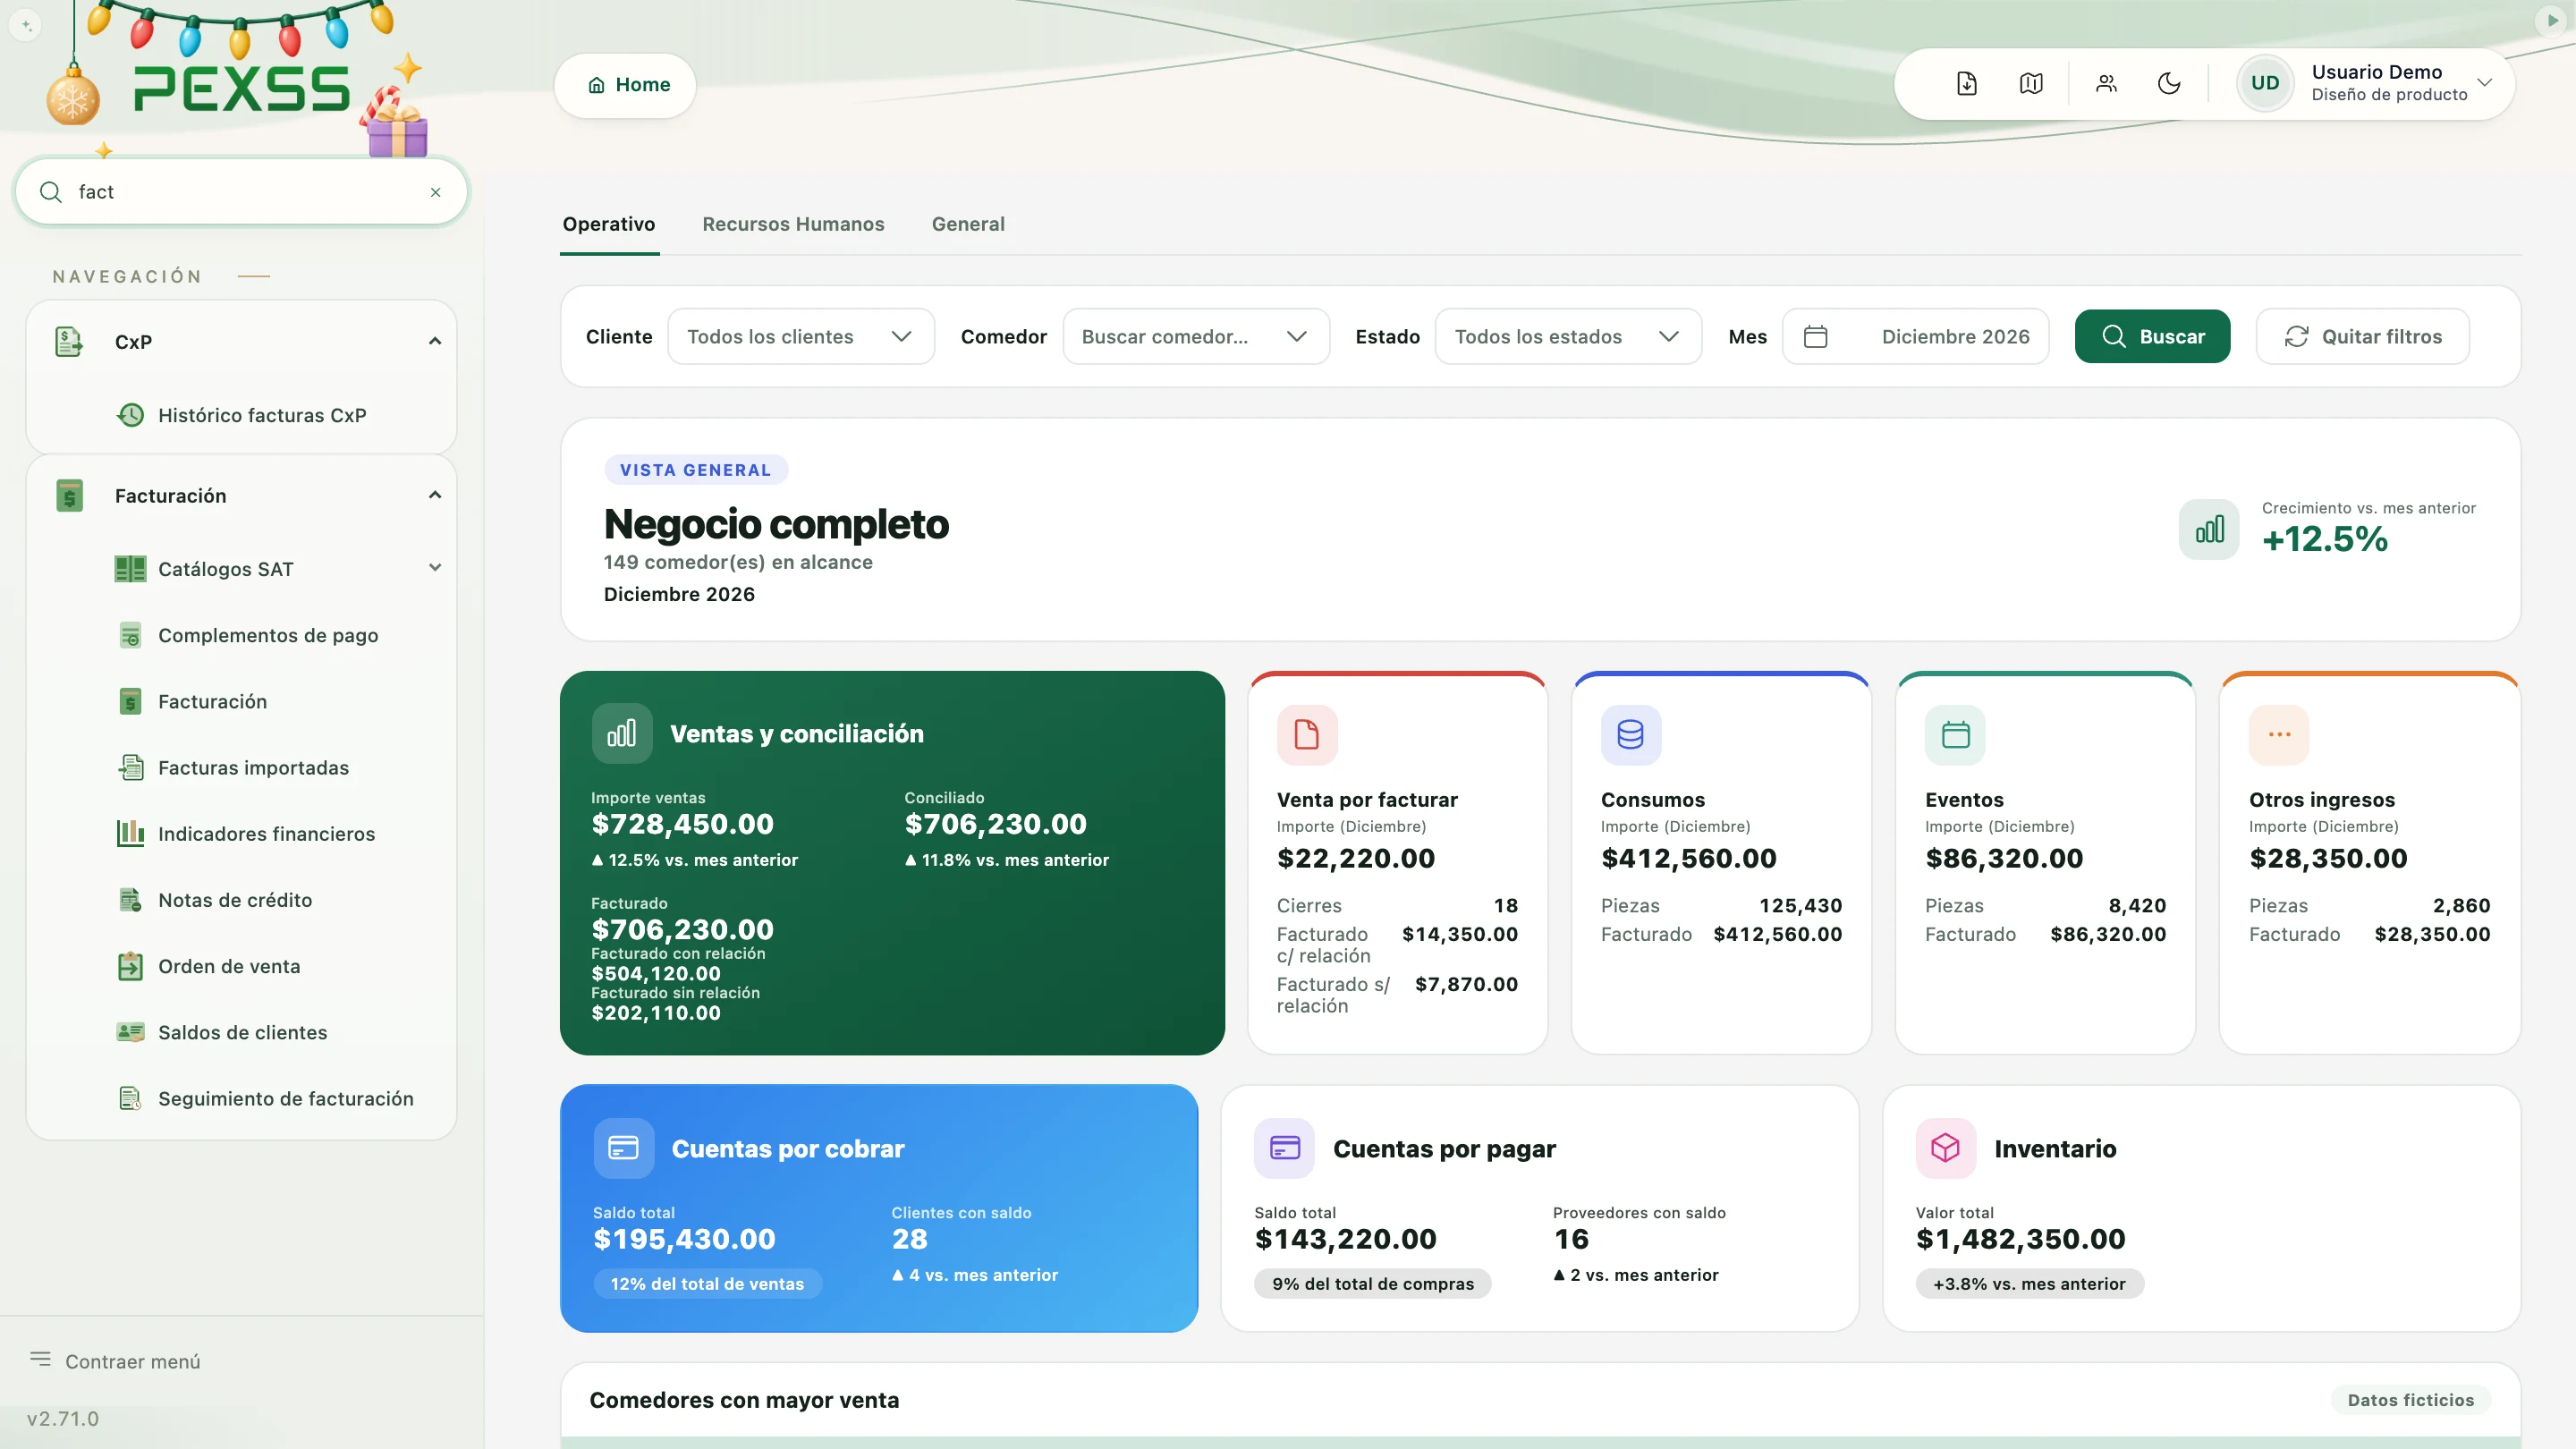 PEXSS
fact
NAVEGACIÓN
CxP
Histórico facturas CxP
Facturación
Catálogos SAT
Complementos de pago
Facturación
Facturas importadas
Indicadores financieros
Notas de crédito
Orden de venta
Saldos de clientes
Seguimiento de facturación
Contraer menú
v2.71.0
Home
UD
Usuario Demo
Diseño de producto
Operativo
Recursos Humanos
General
Cliente
Todos los clientes
Comedor
Buscar comedor...
Estado
Todos los estados
Mes
Diciembre 2026
Buscar
Quitar filtros
VISTA GENERAL
Negocio completo
149 comedor(es) en alcance
Diciembre 2026
Crecimiento vs. mes anterior
+12.5%
Ventas y conciliación
Importe ventas
$728,450.00
▲ 12.5% vs. mes anterior
Conciliado
$706,230.00
▲ 11.8% vs. mes anterior
Facturado
$706,230.00
Facturado con relación
$504,120.00
Facturado sin relación
$202,110.00
Venta por facturar
Importe (Diciembre)
$22,220.00
Cierres 18
Facturado $14,350.00
c/ relación
Facturado s/ $7,870.00
relación
Consumos
Importe (Diciembre)
$412,560.00
Piezas 125,430
Facturado $412,560.00
Eventos
Importe (Diciembre)
$86,320.00
Piezas 8,420
Facturado $86,320.00
Otros ingresos
Importe (Diciembre)
$28,350.00
Piezas 2,860
Facturado $28,350.00
Cuentas por cobrar
Saldo total
$195,430.00
12% del total de ventas
Clientes con saldo
28
▲ 4 vs. mes anterior
Cuentas por pagar
Saldo total
$143,220.00
9% del total de compras
Proveedores con saldo
16
▲ 2 vs. mes anterior
Inventario
Valor total
$1,482,350.00
+3.8% vs. mes anterior
Comedores con mayor venta
Datos ficticios